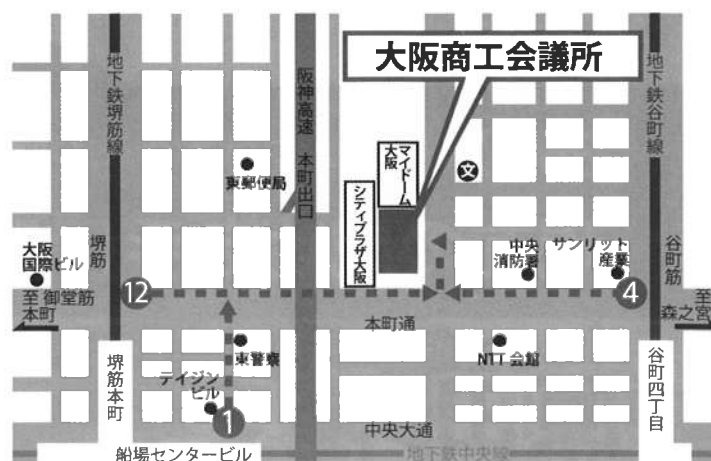 大阪商工会議所
地下鉄堺筋線
阪神高速 本町出口
地下鉄谷町線
マイドーム
大阪
シティプラザ大阪
文
東郵便局
大阪
国際ビル
堺筋
中央
消防署
サンリット
産業
谷町筋
至 御堂筋
本町
12
4
至
森之宮
本町通
堺筋本町
東警察
NTT 会館
谷町四丁目
テイジン
ビル
1
中央大通
船場センタービル
地下鉄中央線